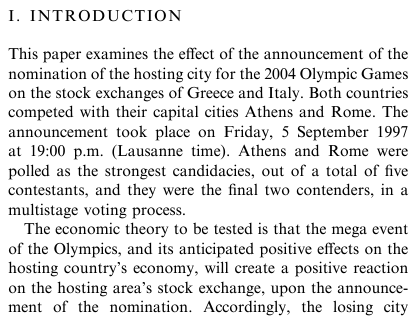 I. INTRODUCTION
This paper examines the effect of the announcement of the
nomination of the hosting city for the 2004 Olympic Games
on the stock exchanges of Greece and Italy. Both countries
competed with their capital cities Athens and Rome. The
announcement took place on Friday, 5 September 1997
at 19:00 p.m. (Lausanne time). Athens and Rome were
polled as the strongest candidacies, out of a total of five
contestants, and they were the final two contenders, in a
multistage voting process.
The economic theory to be tested is that the mega event
of the Olympics, and its anticipated positive effects on the
hosting country's economy, will create a positive reaction
on the hosting area's stock exchange, upon the announce-
ment of the nomination. Accordingly, the losing city